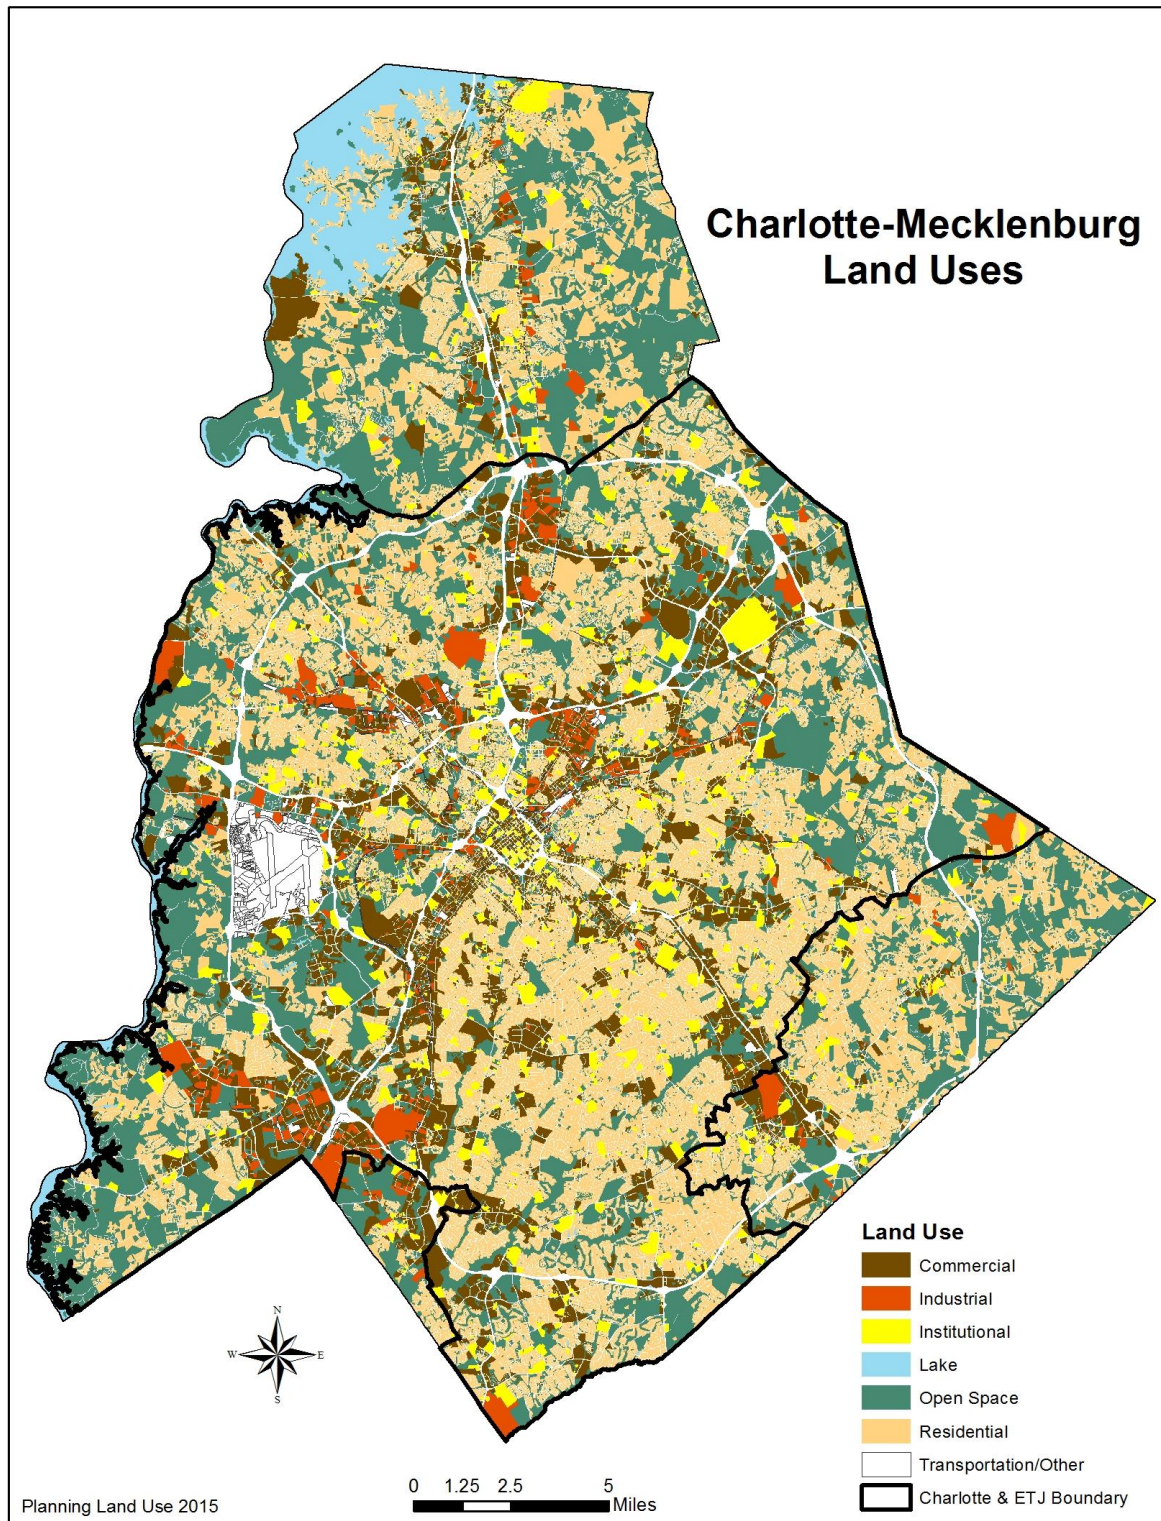 Charlotte-Mecklenburg
Land Uses
Land Use
Commercial
Industrial
Institutional
Lake
Open Space
Residential
Transportation/Other
Charlotte & ETJ Boundary
N
W E
S
0 1.25 2.5 5
Miles
Planning Land Use 2015